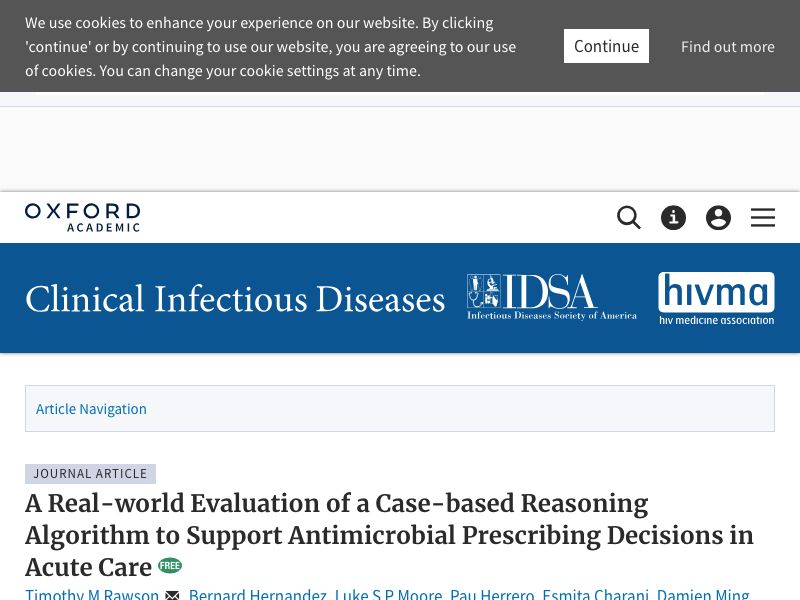 We use cookies to enhance your experience on our website. By clicking
'continue' or by continuing to use our website, you are agreeing to our use
of cookies. You can change your cookie settings at any time.
Continue
Find out more
OXFORD
ACADEMIC
Clinical Infectious Diseases
IDSA
Infectious Diseases Society of America
hivma
hiv medicine association
Article Navigation
JOURNAL ARTICLE
A Real-world Evaluation of a Case-based Reasoning
Algorithm to Support Antimicrobial Prescribing Decisions in
Acute Care FREE
Timothy M Rawson, Bernard Hernandez, Luke S P Moore, Pau Herrero, Esmita Charani, Damien Ming,